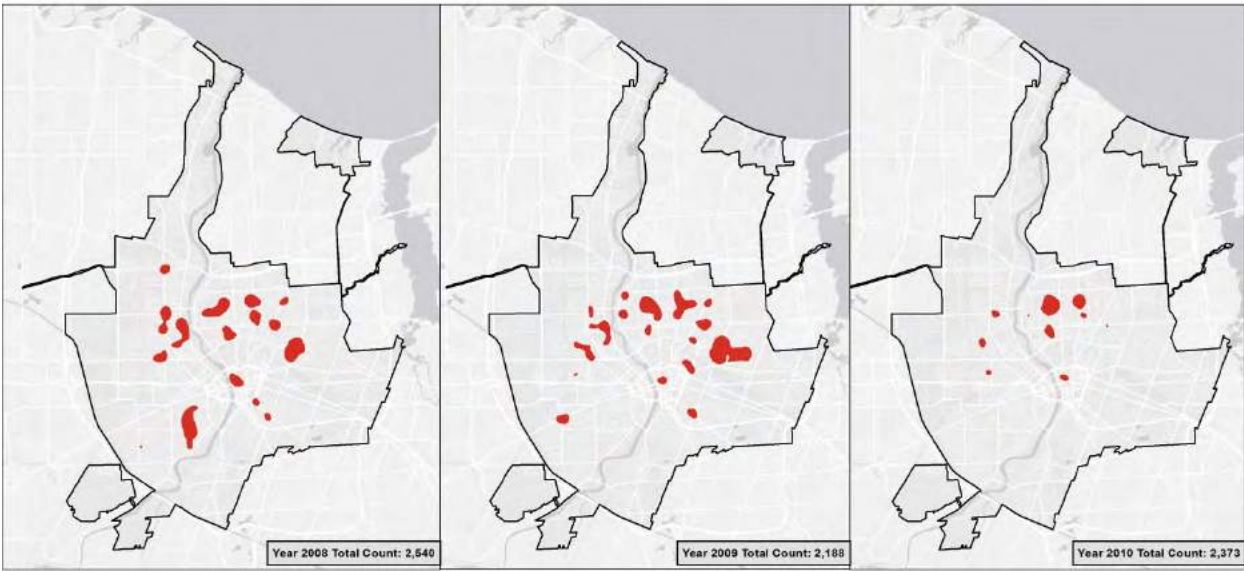 Year 2008 Total Count: 2,540
Year 2009 Total Count: 2,188
Year 2010 Total Count: 2,373